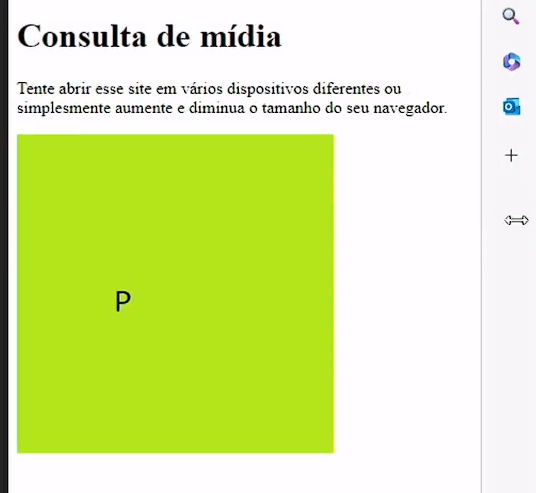 Consulta de mídia
Tente abrir esse site em vários dispositivos diferentes ou
simplesmente aumente e diminua o tamanho do seu navegador.
P